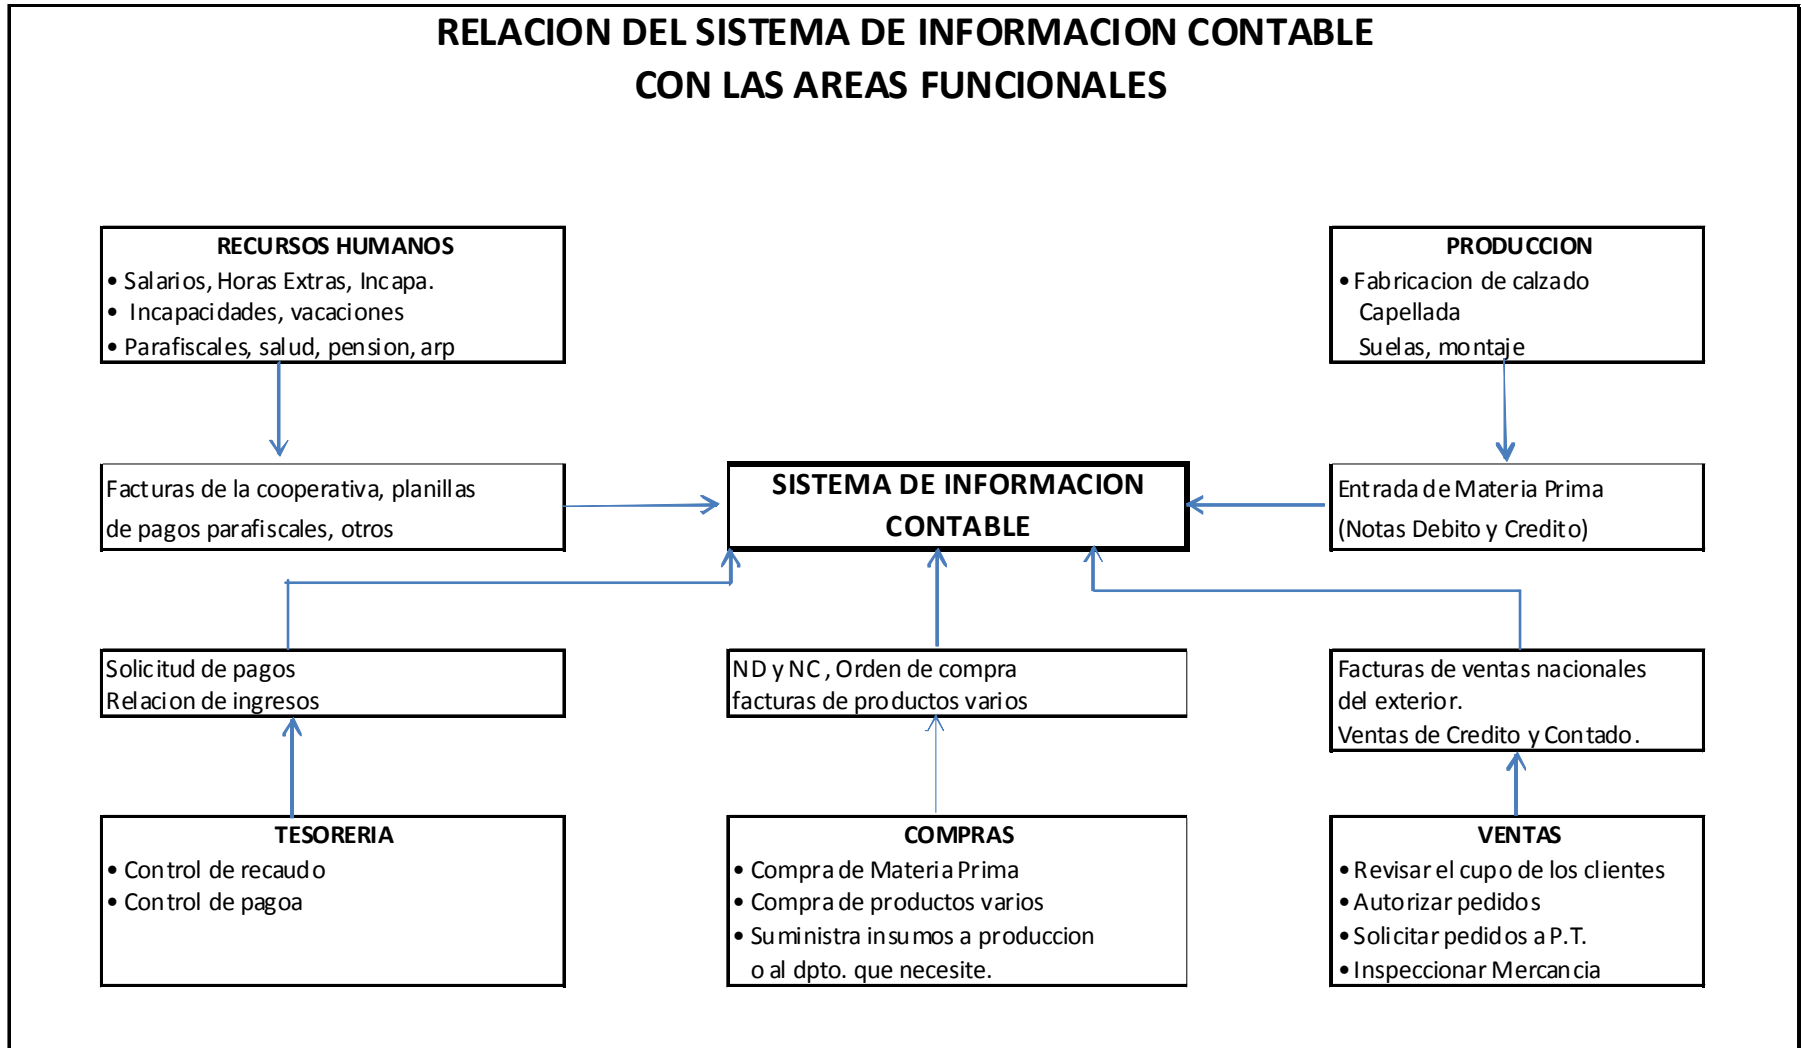 RELACION DEL SISTEMA DE INFORMACION CONTABLE
CON LAS AREAS FUNCIONALES
RECURSOS HUMANOS
• Salarios, Horas Extras, Incapa.
• Incapacidades, vacaciones
• Parafiscales, salud, pension, arp
PRODUCCION
• Fabricacion de calzado
Capellada
Suelas, montaje
Facturas de la cooperativa, planillas
de pagos parafiscales, otros
SISTEMA DE INFORMACION
CONTABLE
Entrada de Materia Prima
(Notas Debito y Credito)
Solicitud de pagos
Relacion de ingresos
ND y NC , Orden de compra
facturas de productos varios
Facturas de ventas nacionales
del exterior.
Ventas de Credito y Contado.
TESORERIA
• Control de recaudo
• Control de pagoa
COMPRAS
• Compra de Materia Prima
• Compra de productos varios
• Suministra insumos a produccion
o al dpto. que necesite.
VENTAS
• Revisar el cupo de los clientes
• Autorizar pedidos
• Solicitar pedidos a P.T.
• Inspeccionar Mercancia